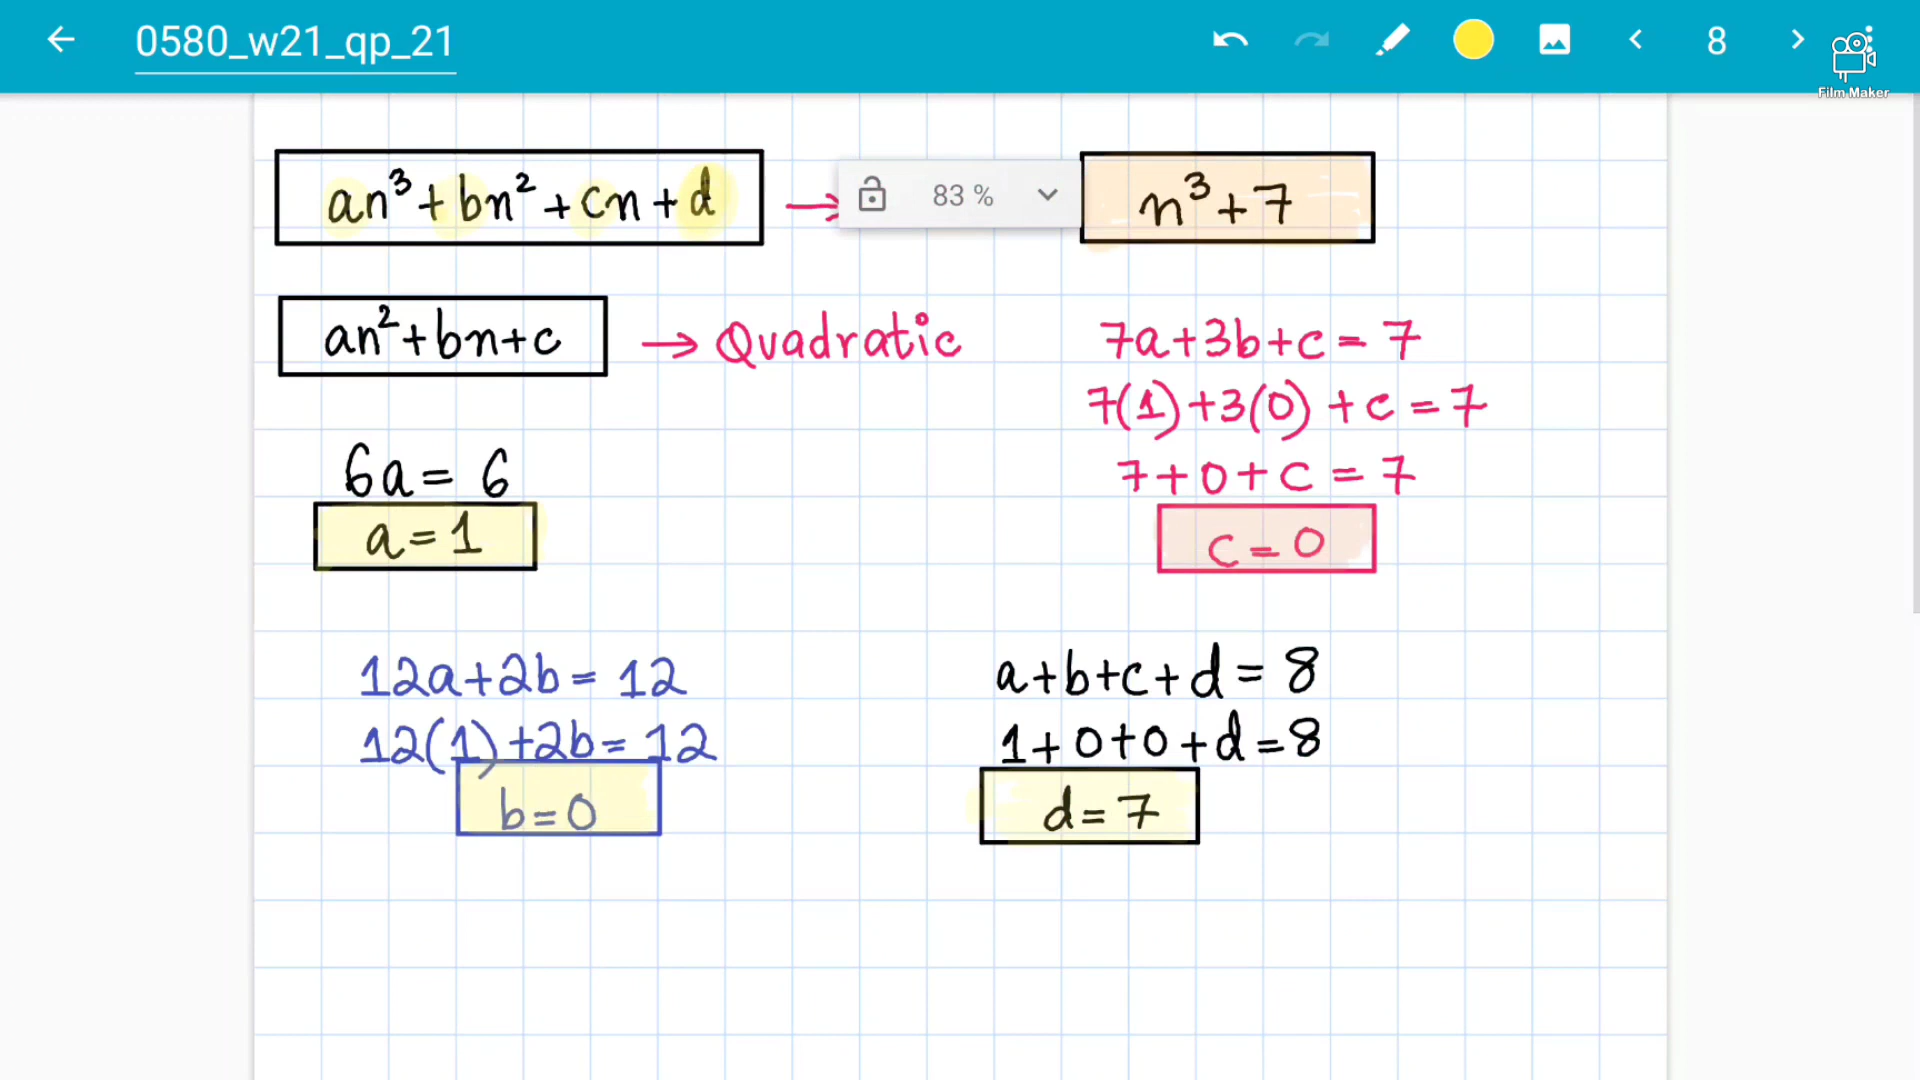 0580_w21_qp_21
8
Film Maker
an³+bn²+cn+d →
83 %
n³+7
an²+bn+c → Quadratic
7a+3b+c=7
7(1)+3(0)+c=7
6a=6
7+0+c=7
a=1
c=0
12a+2b=12
a+b+c+d=8
12(1)+2b=12
1+0+0+d=8
b=0
d=7